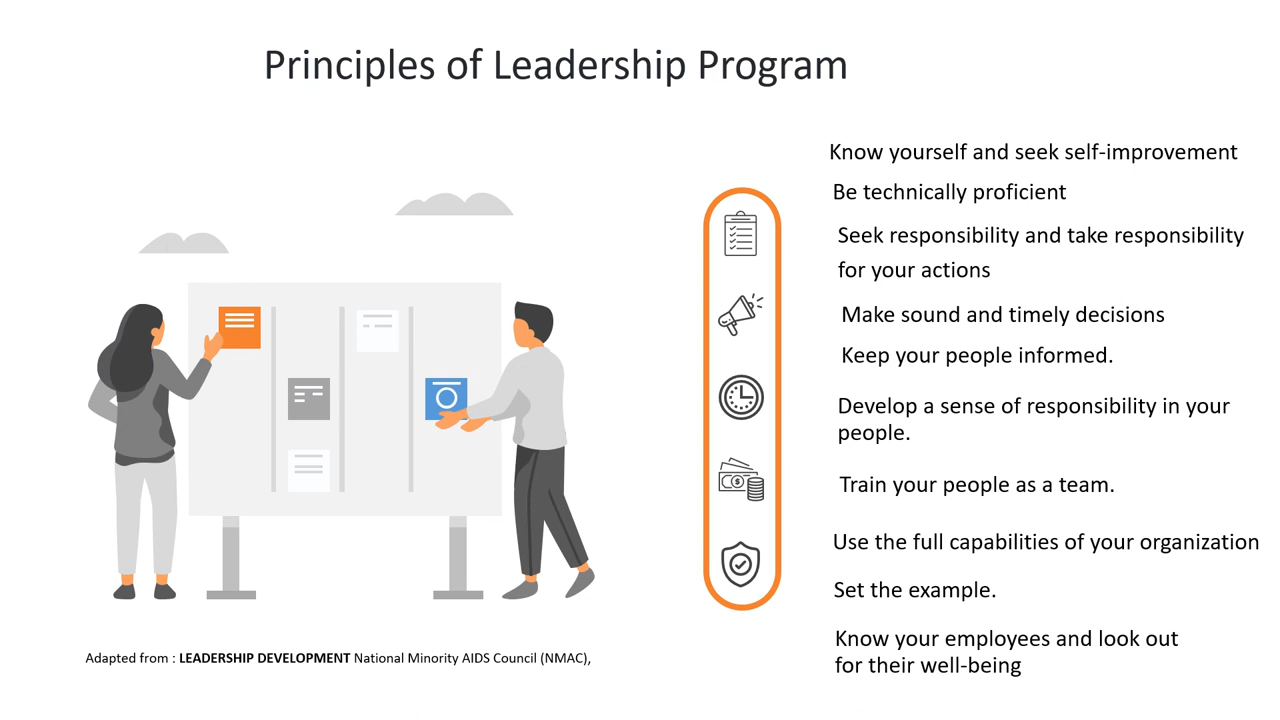 Principles of Leadership Program
Know yourself and seek self-improvement
Be technically proficient
Seek responsibility and take responsibility
for your actions
Make sound and timely decisions
Keep your people informed.
Develop a sense of responsibility in your
people.
Train your people as a team.
Use the full capabilities of your organization
Set the example.
Know your employees and look out
for their well-being
Adapted from : LEADERSHIP DEVELOPMENT National Minority AIDS Council (NMAC),